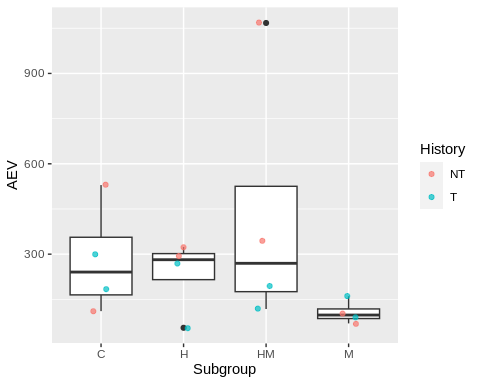 AEV
900
600
300
C H HM M
Subgroup
History
NT
T